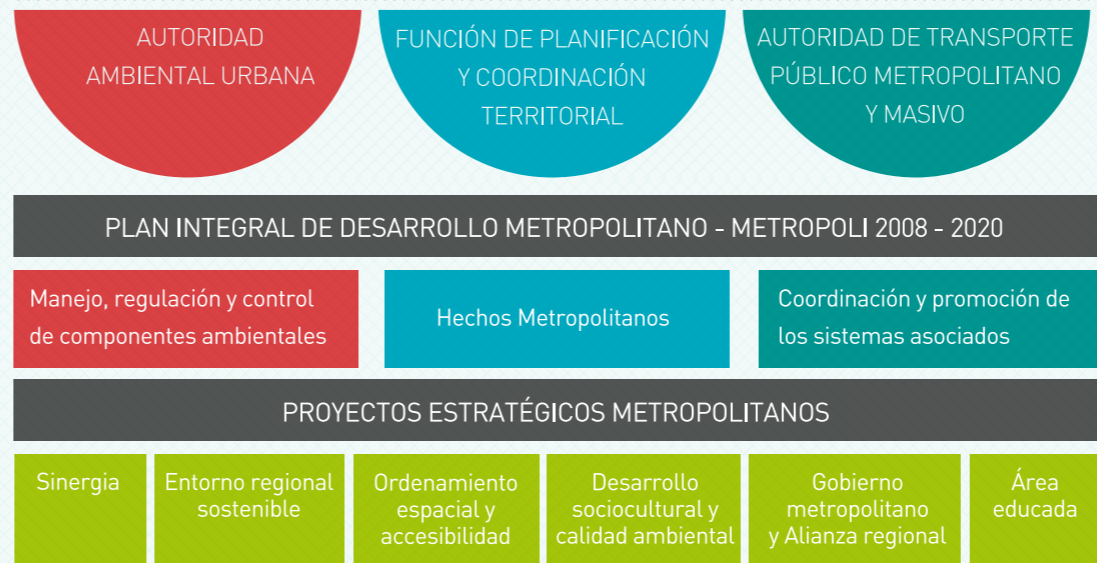 AUTORIDAD
AMBIENTAL URBANA
FUNCIÓN DE PLANIFICACIÓN
Y COORDINACIÓN
TERRITORIAL
AUTORIDAD DE TRANSPORTE
PÚBLICO METROPOLITANO
Y MASIVO
PLAN INTEGRAL DE DESARROLLO METROPOLITANO - METROPOLI 2008 - 2020
Manejo, regulación y control
de componentes ambientales
Hechos Metropolitanos
Coordinación y promoción de
los sistemas asociados
PROYECTOS ESTRATÉGICOS METROPOLITANOS
Sinergia
Entorno regional
sostenible
Ordenamiento
espacial y
accesibilidad
Desarrollo
sociocultural y
calidad ambiental
Gobierno
metropolitano
y Alianza regional
Área
educada